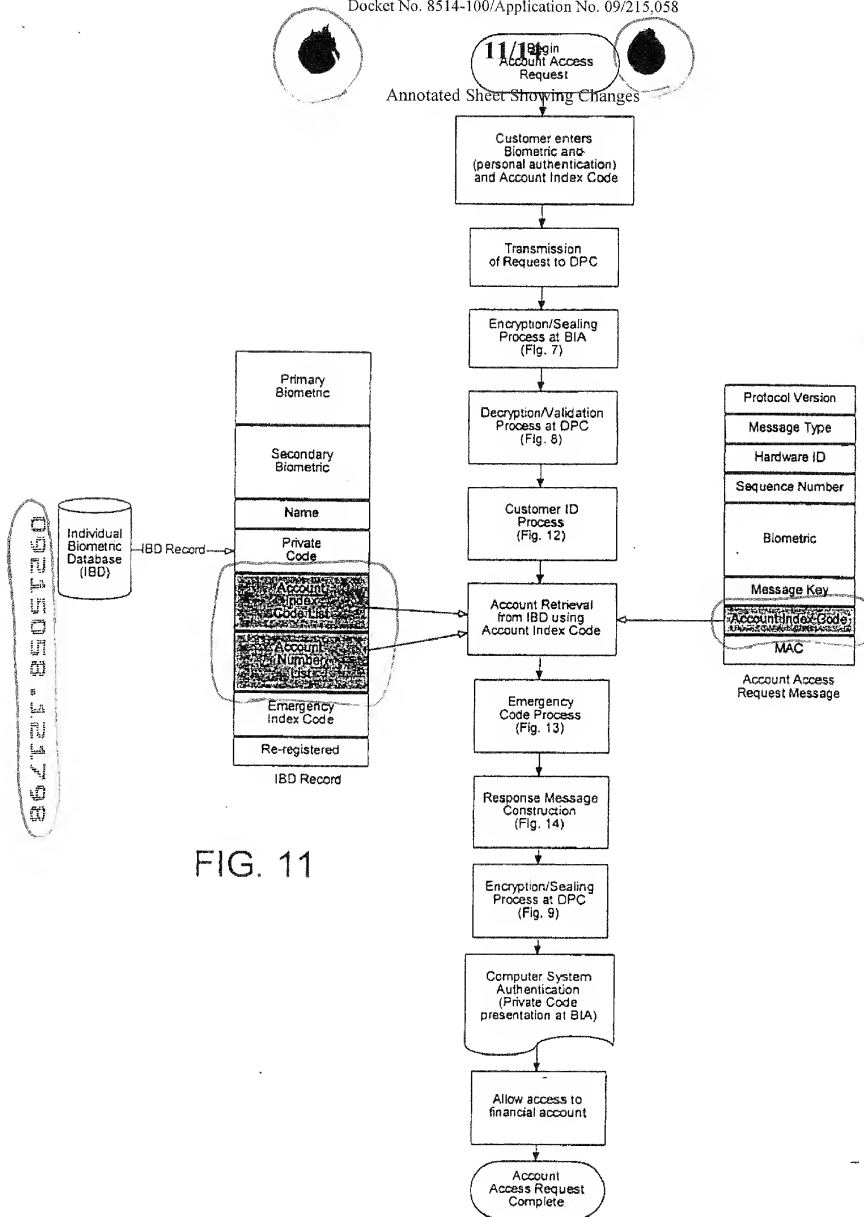 Docket No. 8514-100/Application No. 09/215,058
11/14
Begin
Account Access
Request
Annotated Sheet Showing Changes
Customer enters
Biometric and
(personal authentication)
and Account Index Code
Transmission
of Request to DPC
Encryption/Sealing
Process at BIA
(Fig. 7)
Decryption/Validation
Process at DPC
(Fig. 8)
Customer ID
Process
(Fig. 12)
Account Retrieval
from IBD using
Account Index Code
Emergency
Code Process
(Fig. 13)
Response Message
Construction
(Fig. 14)
Encryption/Sealing
Process at DPC
(Fig. 9)
Computer System
Authentication
(Private Code
presentation at BIA)
Allow access to
financial account
Account
Access Request
Complete
09215058.121798
Individual
Biometric
Database
(IBD)
IBD Record
Primary
Biometric
Secondary
Biometric
Name
Private
Code
Account
Index
Code List
Account
Number
List
Emergency
Index Code
Re-registered
IBD Record
Protocol Version
Message Type
Hardware ID
Sequence Number
Biometric
Message Key
Account Index Code
MAC
Account Access
Request Message
FIG. 11